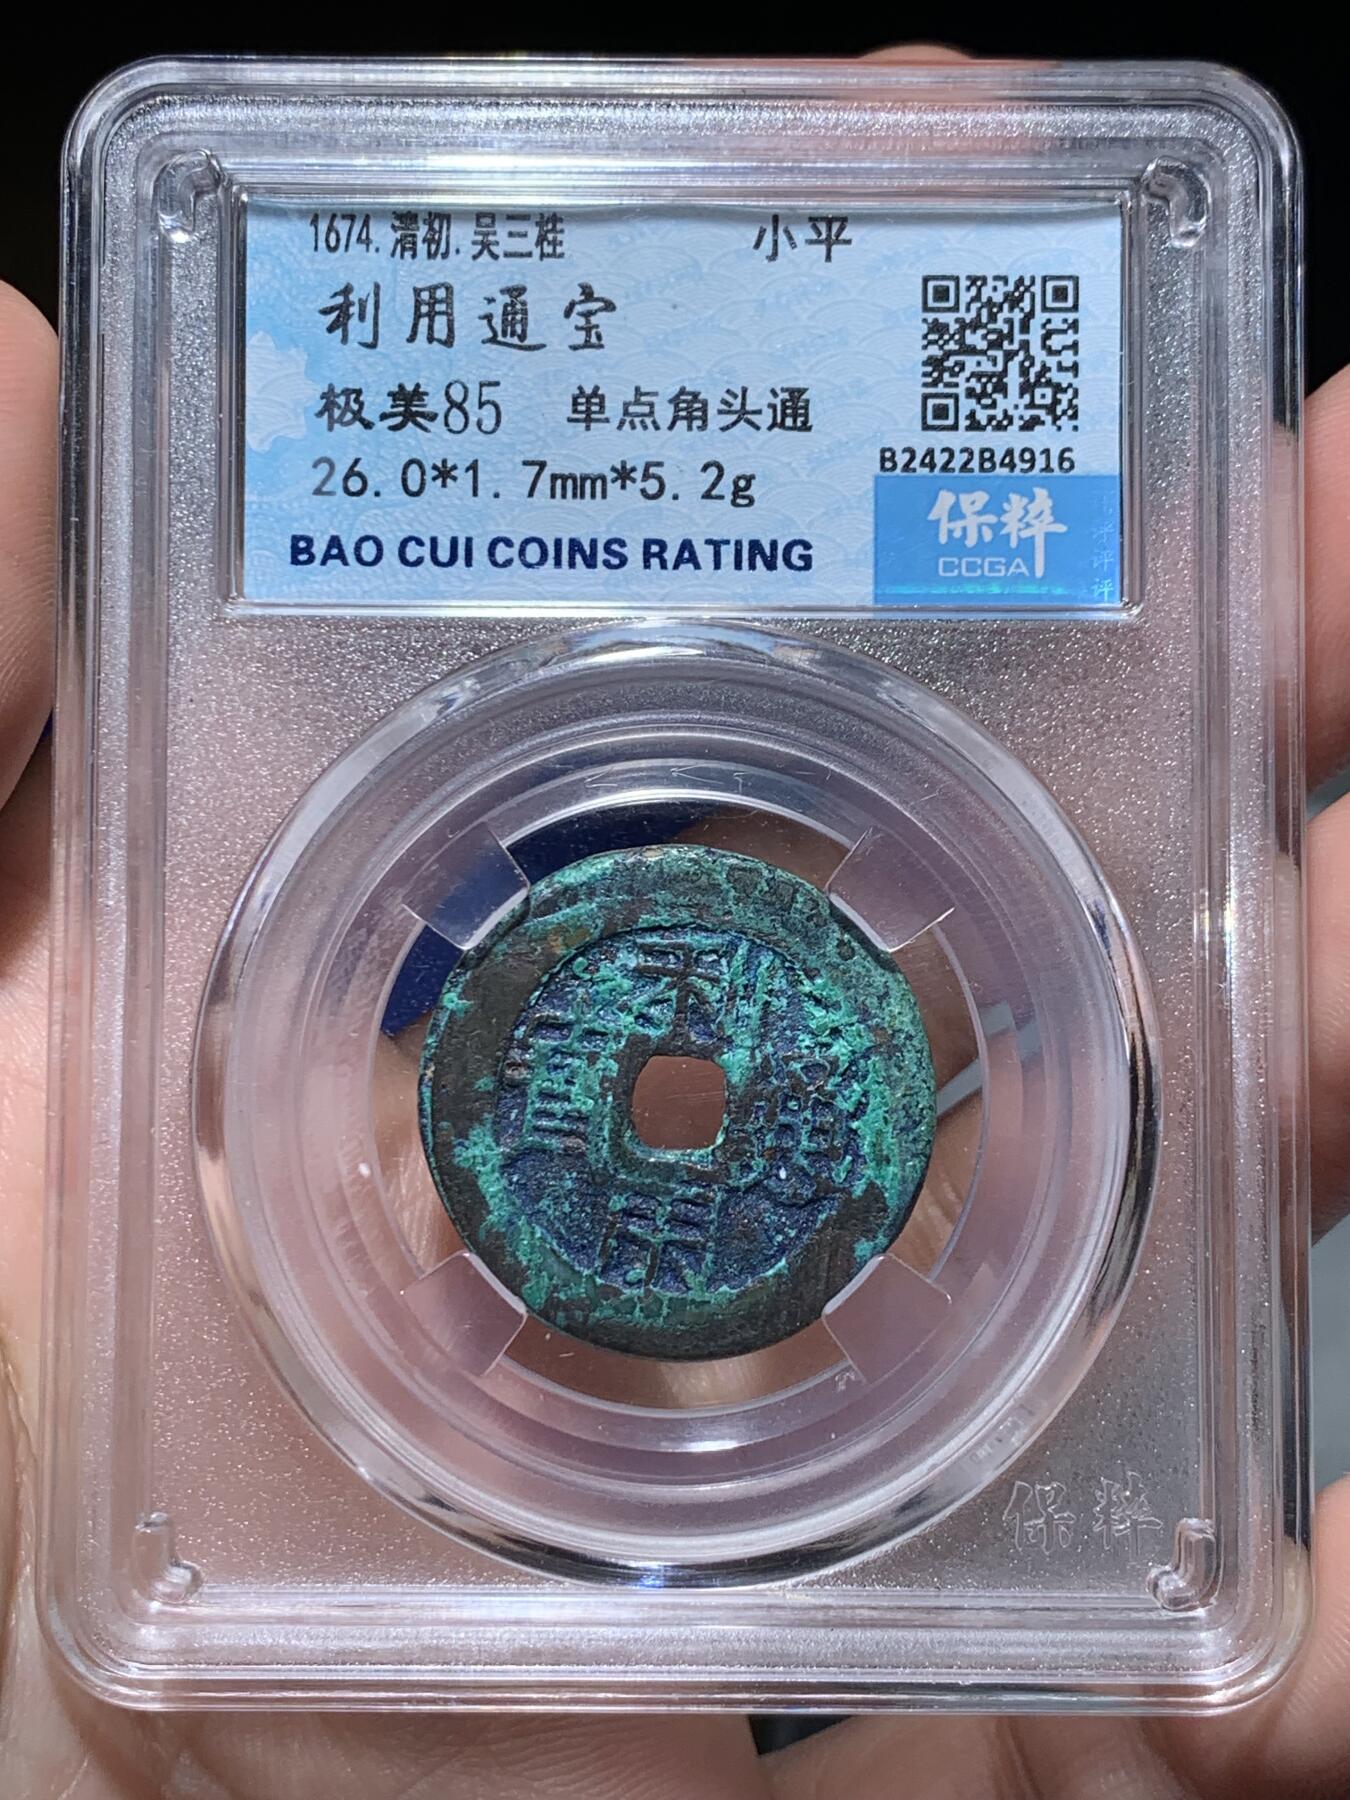 1674.清初.吴三桂 小平
利用通宝
极美85 单点角头通
26.0*1.7mm*5.2g
B2422B4916
BAO CUI COINS RATING
保粹
CCGA
利用通寳
保粹